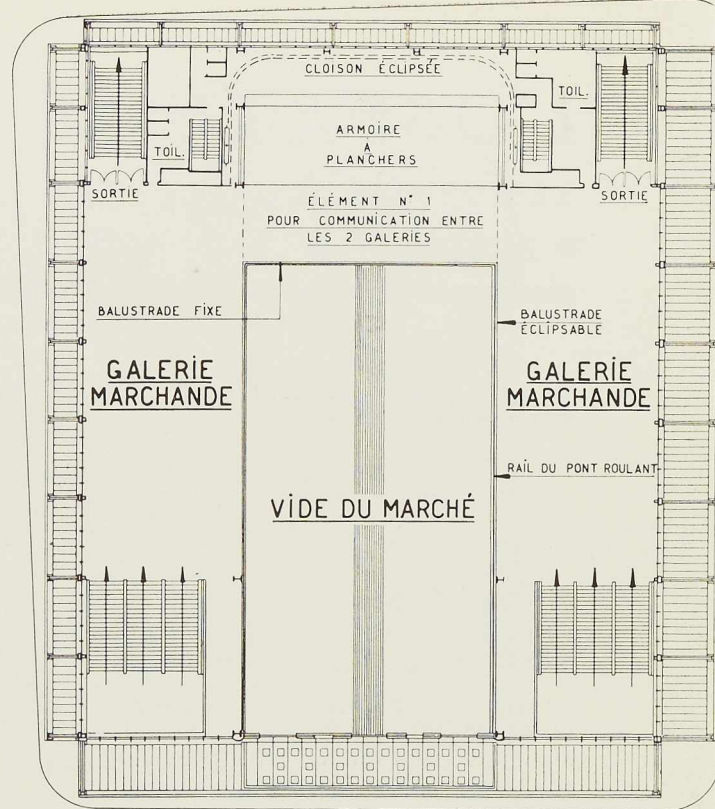 CLOISON ÉCLIPSÉE
TOIL.
ARMOIRE
À
PLANCHERS
TOIL.
SORTIE
SORTIE
ÉLÉMENT N° 1
POUR COMMUNICATION ENTRE
LES 2 GALERIES
BALUSTRADE FIXE
BALUSTRADE
ÉCLIPSABLE
GALERIE
MARCHANDE
GALERIE
MARCHANDE
RAIL DU PONT ROULANT
VIDE DU MARCHÉ